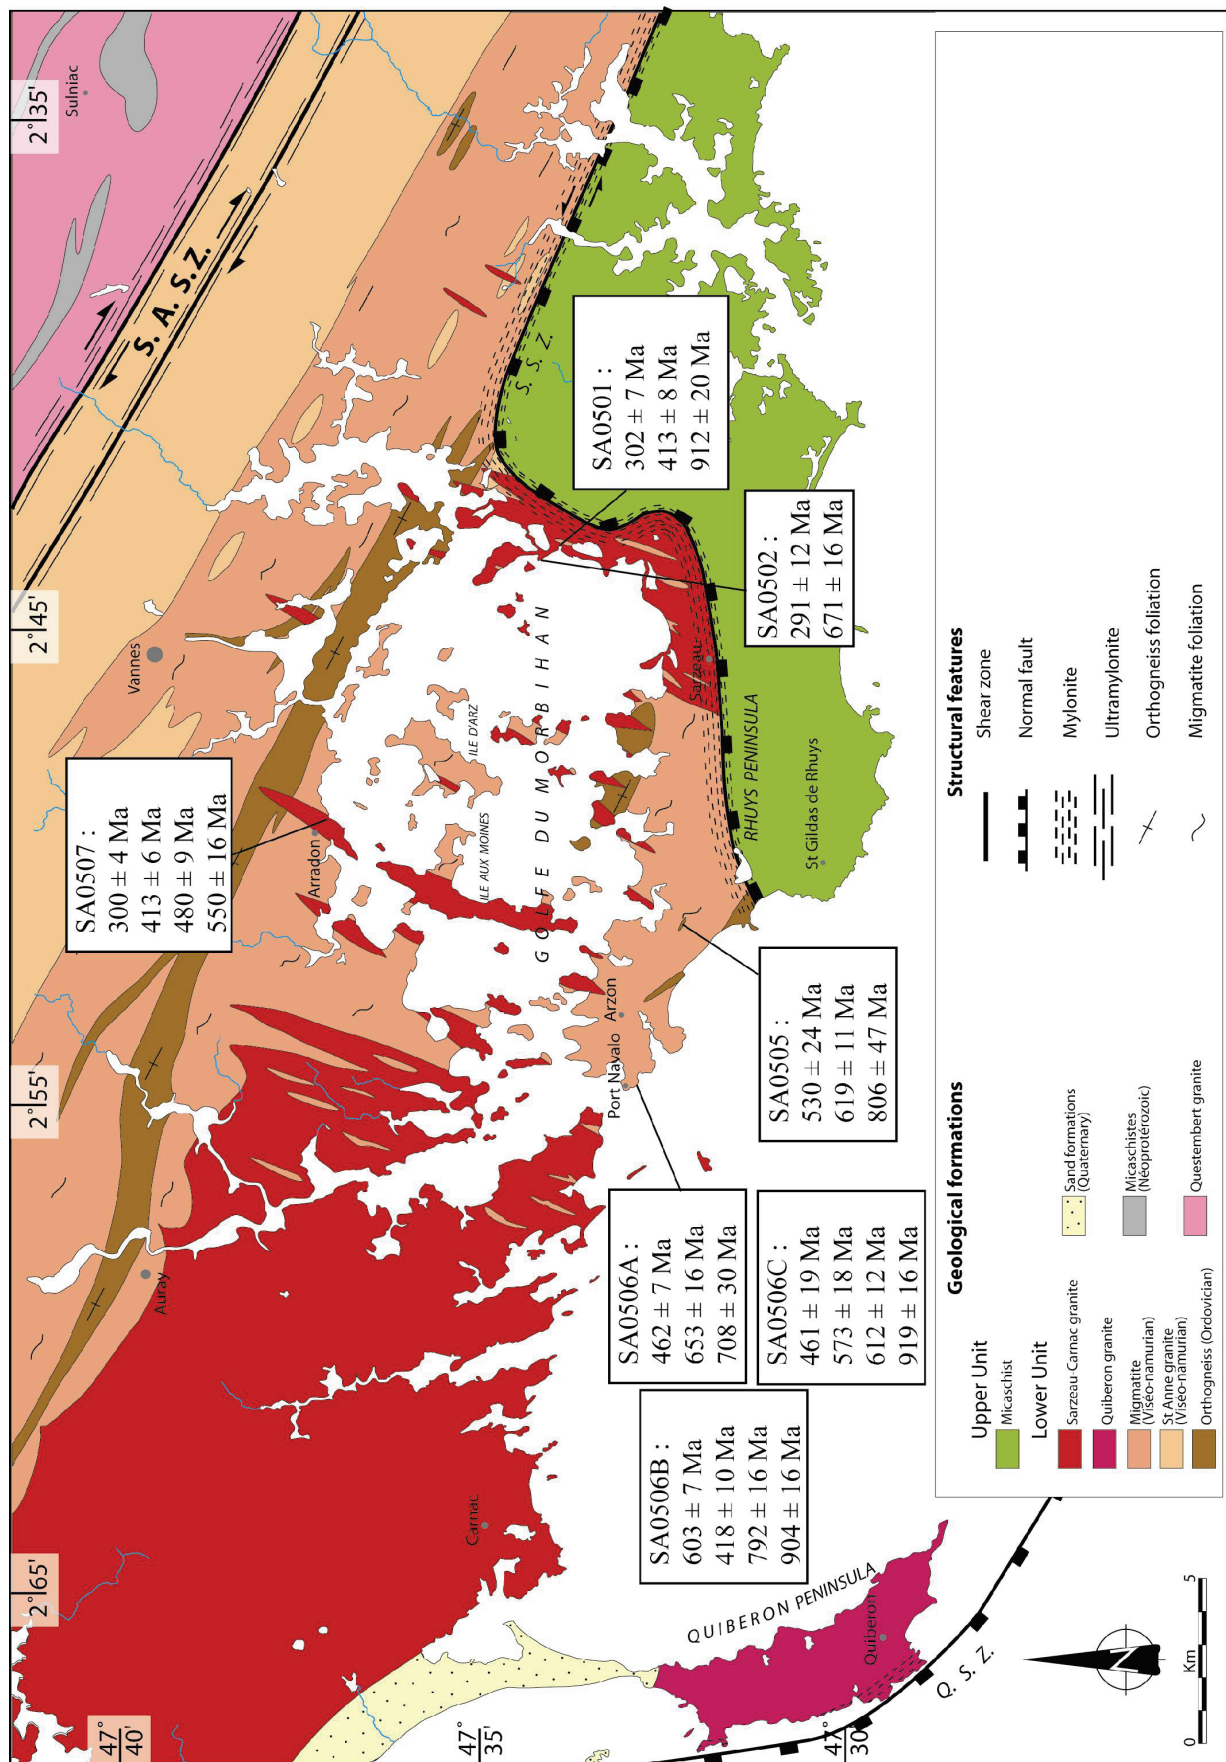 2°65'
2°55'
2°45'
2°35'
47°
40'
47°
35'
47°
30'
Sulniac
S. A. S. Z.
Vannes
SA0507 :
300 ± 4 Ma
413 ± 6 Ma
480 ± 9 Ma
550 ± 16 Ma
Arradon
Auray
ILE D'ARZ
ILE AUX MOINES
GOLFE DU MORBIHAN
Carnac
Port Navalo
Arzon
Sarzeau
RHUYS PENINSULA
St Gildas de Rhuys
S. S. Z.
SA0501 :
302 ± 7 Ma
413 ± 8 Ma
912 ± 20 Ma
SA0502 :
291 ± 12 Ma
671 ± 16 Ma
SA0505 :
530 ± 24 Ma
619 ± 11 Ma
806 ± 47 Ma
SA0506A :
462 ± 7 Ma
653 ± 16 Ma
708 ± 30 Ma
SA0506C :
461 ± 19 Ma
573 ± 18 Ma
612 ± 12 Ma
919 ± 16 Ma
SA0506B :
603 ± 7 Ma
418 ± 10 Ma
792 ± 16 Ma
904 ± 16 Ma
QUIBERON PENINSULA
Quiberon
Q. S. Z.
0 Km 5
N
Geological formations
Upper Unit
Micaschist
Lower Unit
Sarzeau-Carnac granite
Quiberon granite
Migmatite
(Viséo-namurian)
St Anne granite
(Viséo-namurian)
Orthogneiss (Ordovician)
Sand formations
(Quaternary)
Micaschistes
(Néoprotérozoic)
Questembert granite
Structural features
Shear zone
Normal fault
Mylonite
Ultramylonite
Orthogneiss foliation
Migmatite foliation